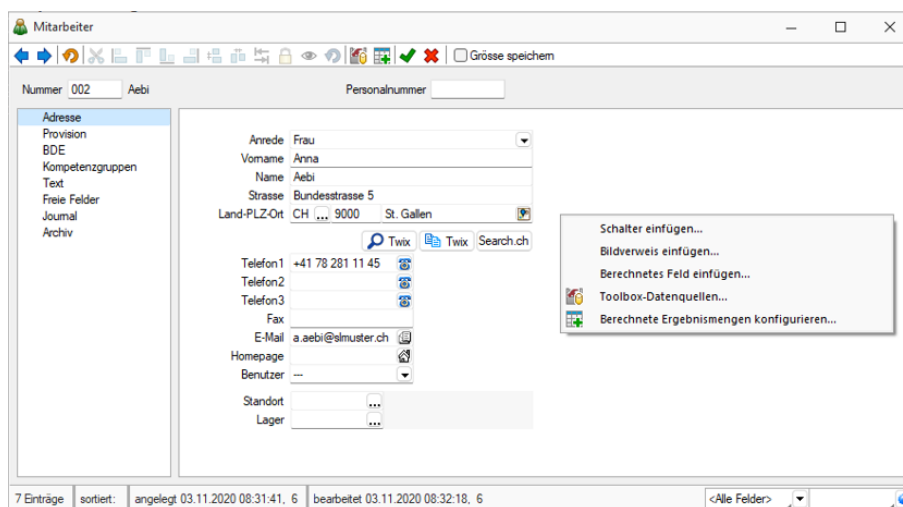 Mitarbeiter
Grösse speichern
Nummer 002 Aebi Personalnummer
Adresse
Provision
BDE
Kompetenzgruppen
Text
Freie Felder
Journal
Archiv
Anrede Frau
Vorname Anna
Name Aebi
Strasse Bundesstrasse 5
Land-PLZ-Ort CH ... 9000 St. Gallen
Twix Twix Search.ch
Telefon1 +41 78 281 11 45
Telefon2
Telefon3
Fax
E-Mail a.aebi@slmuster.ch
Homepage
Benutzer ---
Standort ...
Lager ...
Schalter einfügen...
Bildverweis einfügen...
Berechnetes Feld einfügen...
Toolbox-Datenquellen...
Berechnete Ergebnismengen konfigurieren...
7 Einträge sortiert: angelegt 03.11.2020 08:31:41, 6 bearbeitet 03.11.2020 08:32:18, 6 <Alle Felder>